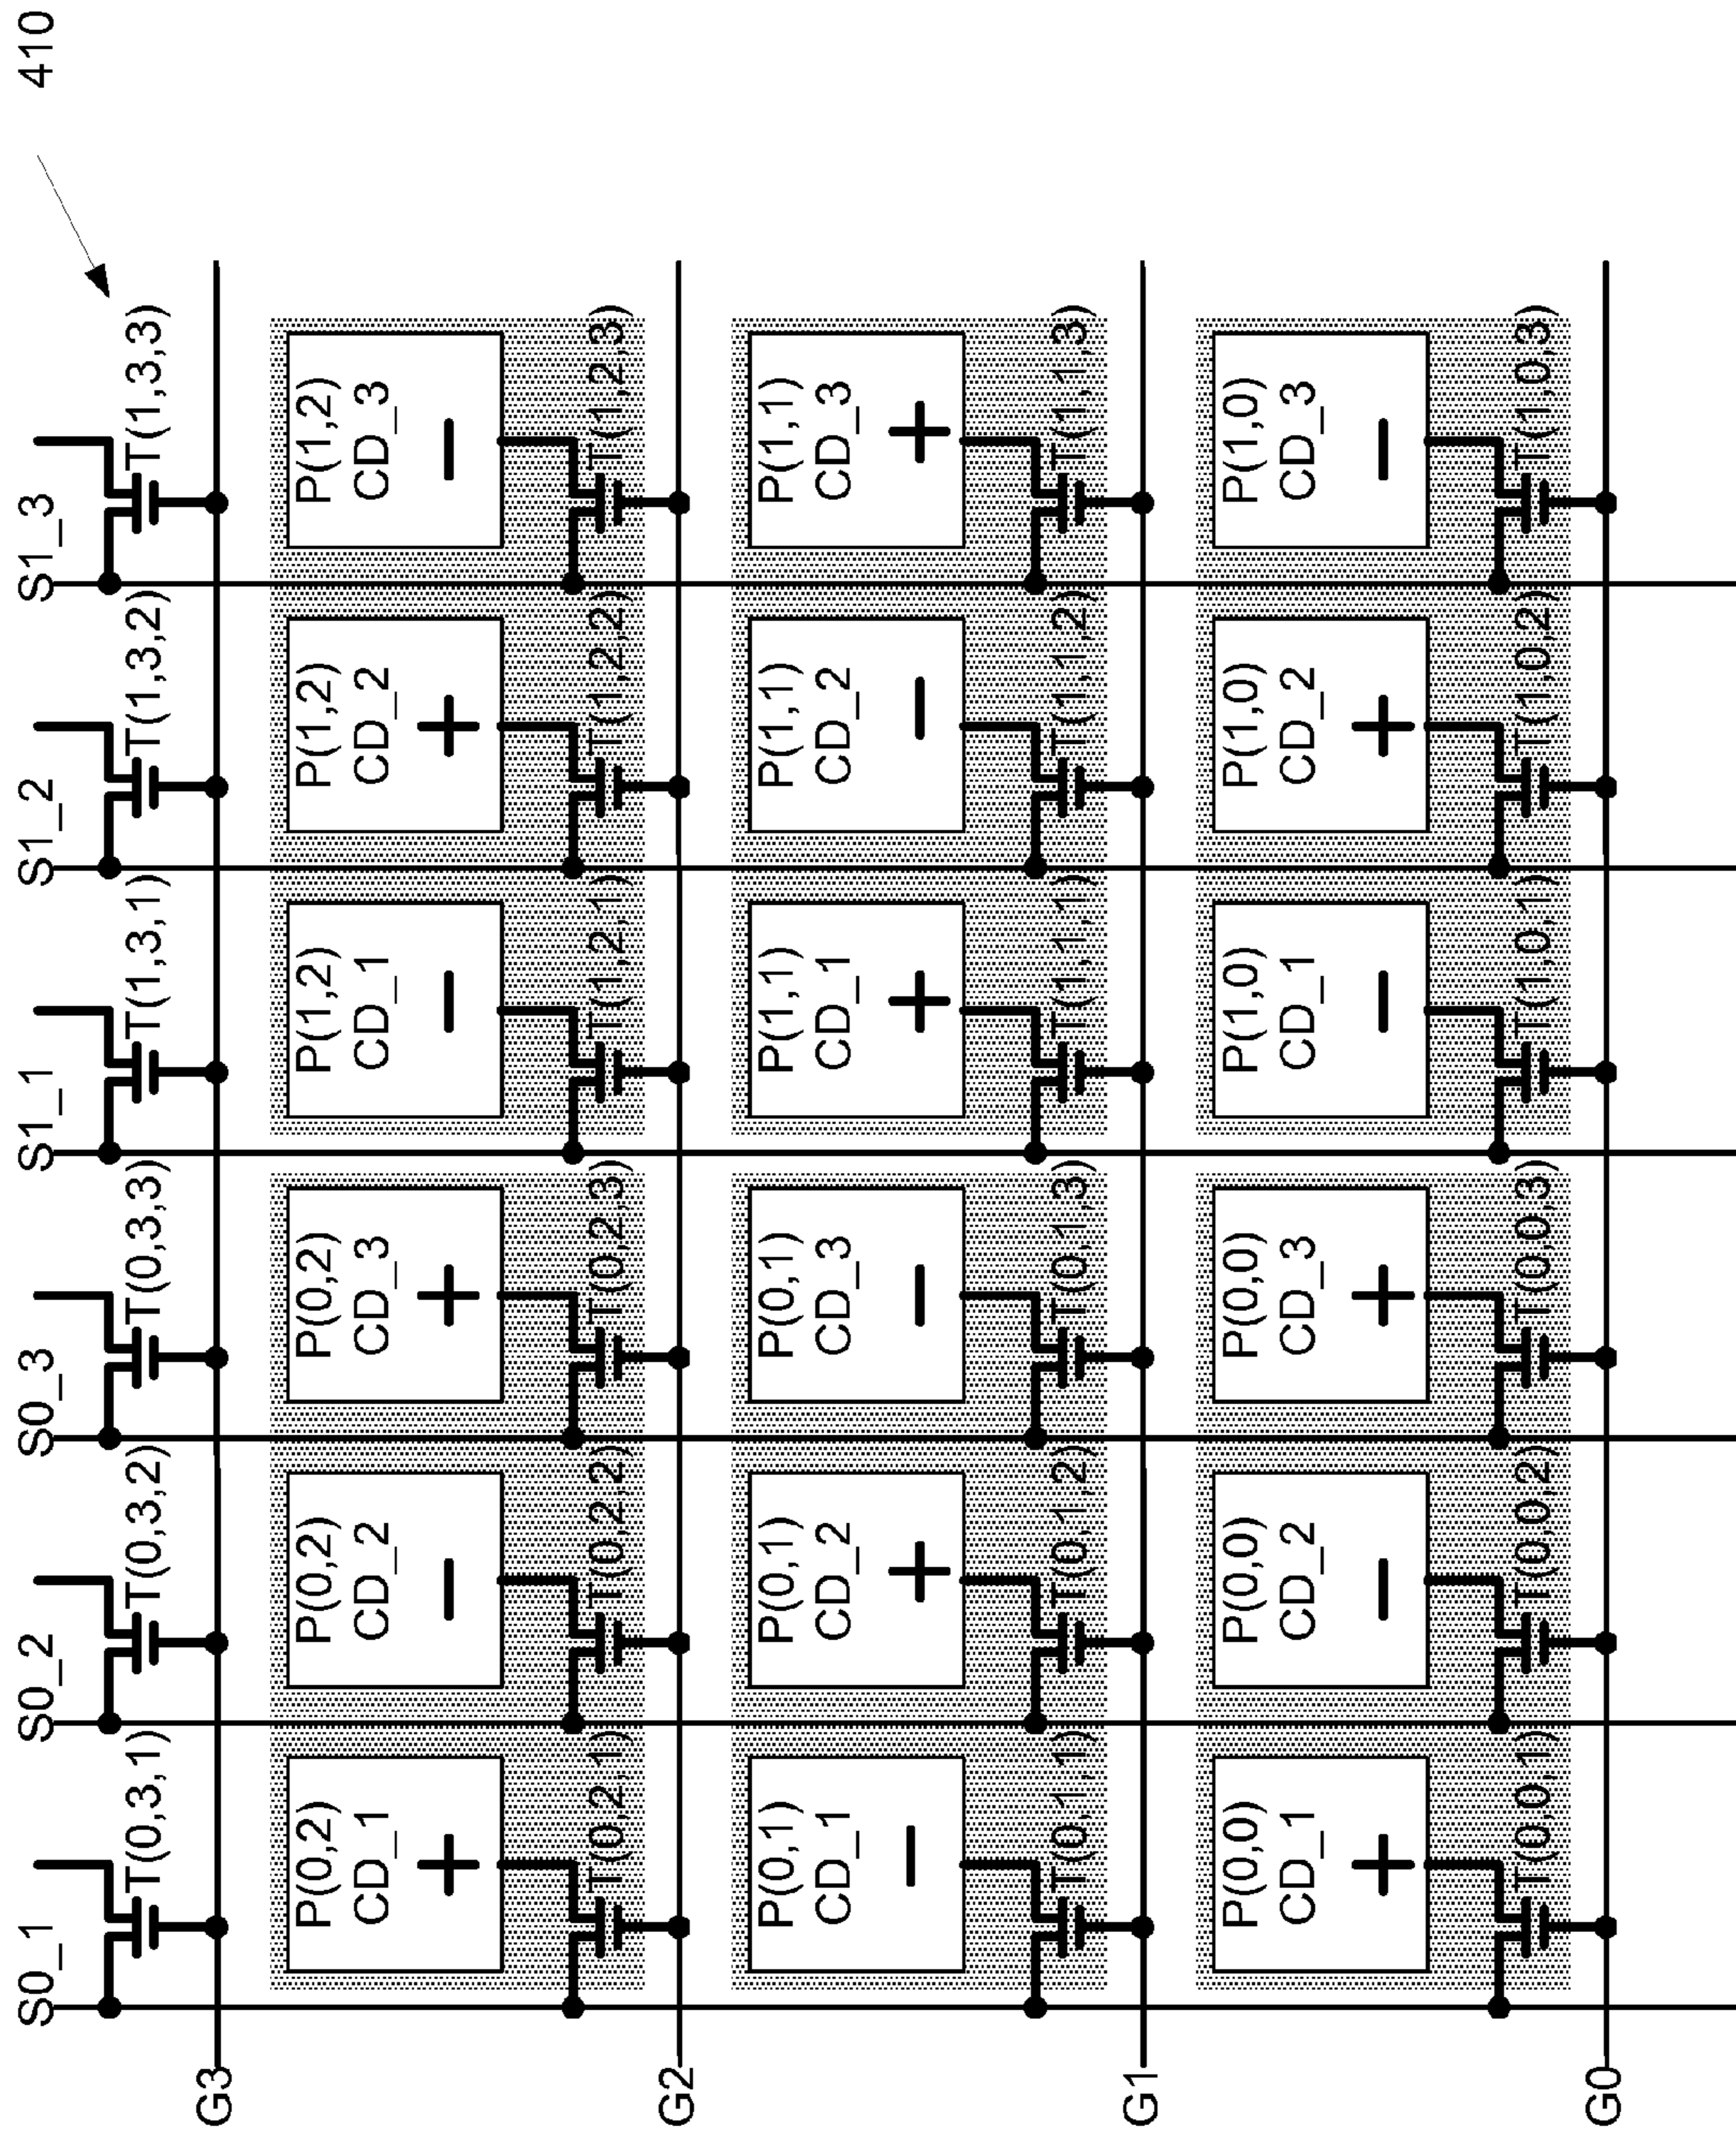 410
S0_1 S0_2 S0_3 S1_1 S1_2 S1_3
T(0,3,1) T(0,3,2) T(0,3,3) T(1,3,1) T(1,3,2) T(1,3,3)
G3
P(0,2) P(0,2) P(0,2) P(1,2) P(1,2) P(1,2)
CD_1 CD_2 CD_3 CD_1 CD_2 CD_3
+ − + − + −
T(0,2,1) T(0,2,2) T(0,2,3) T(1,2,1) T(1,2,2) T(1,2,3)
G2
P(0,1) P(0,1) P(0,1) P(1,1) P(1,1) P(1,1)
CD_1 CD_2 CD_3 CD_1 CD_2 CD_3
− + − + − +
T(0,1,1) T(0,1,2) T(0,1,3) T(1,1,1) T(1,1,2) T(1,1,3)
G1
P(0,0) P(0,0) P(0,0) P(1,0) P(1,0) P(1,0)
CD_1 CD_2 CD_3 CD_1 CD_2 CD_3
+ − + − + −
T(0,0,1) T(0,0,2) T(0,0,3) T(1,0,1) T(1,0,2) T(1,0,3)
G0